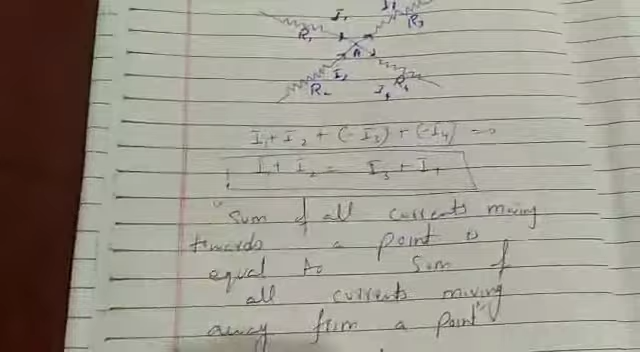 I₁ I₃
R₁ R₃
A
I₂
R₂ I₄ R₄
I₁ + I₂ + (-I₃) + (-I₄) = 0
I₁ + I₂ = I₃ + I₄
"Sum of all currents moving
towards a point is
equal to sum of
all currents moving
away from a point"